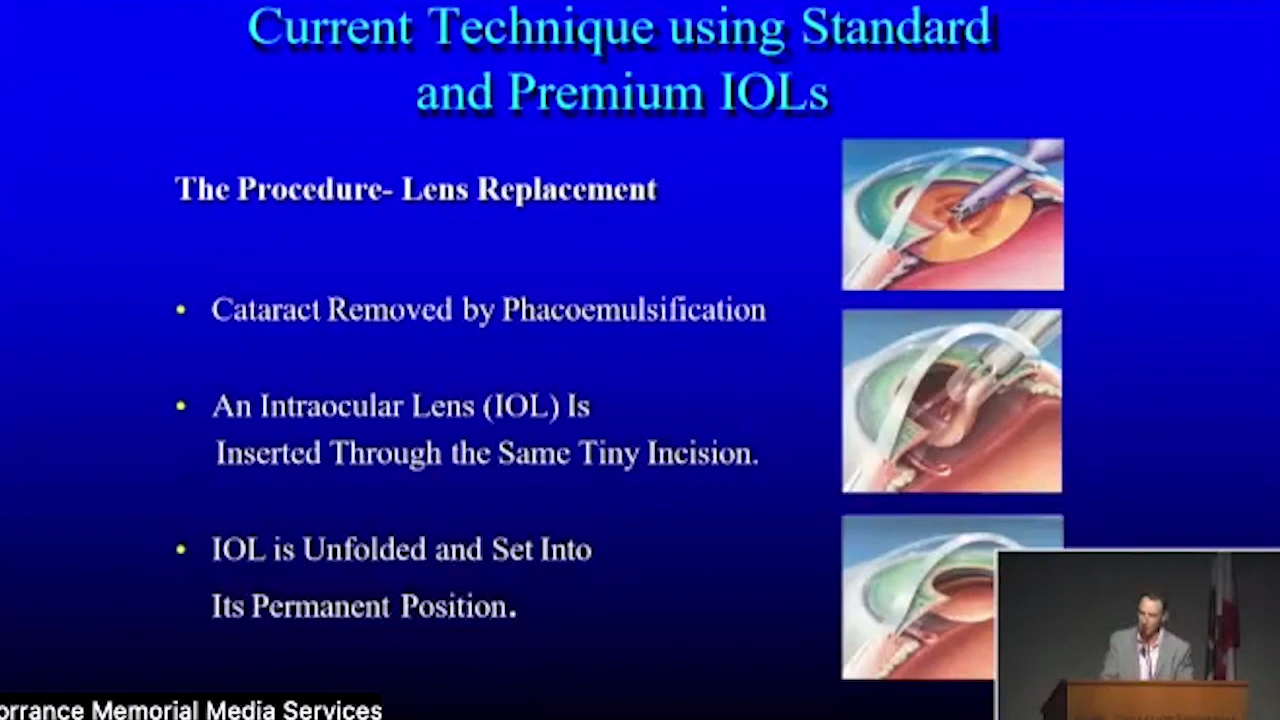 Current Technique using Standard
and Premium IOLs
The Procedure- Lens Replacement
• Cataract Removed by Phacoemulsification
• An Intraocular Lens (IOL) Is
Inserted Through the Same Tiny Incision.
• IOL is Unfolded and Set Into
Its Permanent Position.
orrance Memorial Media Services